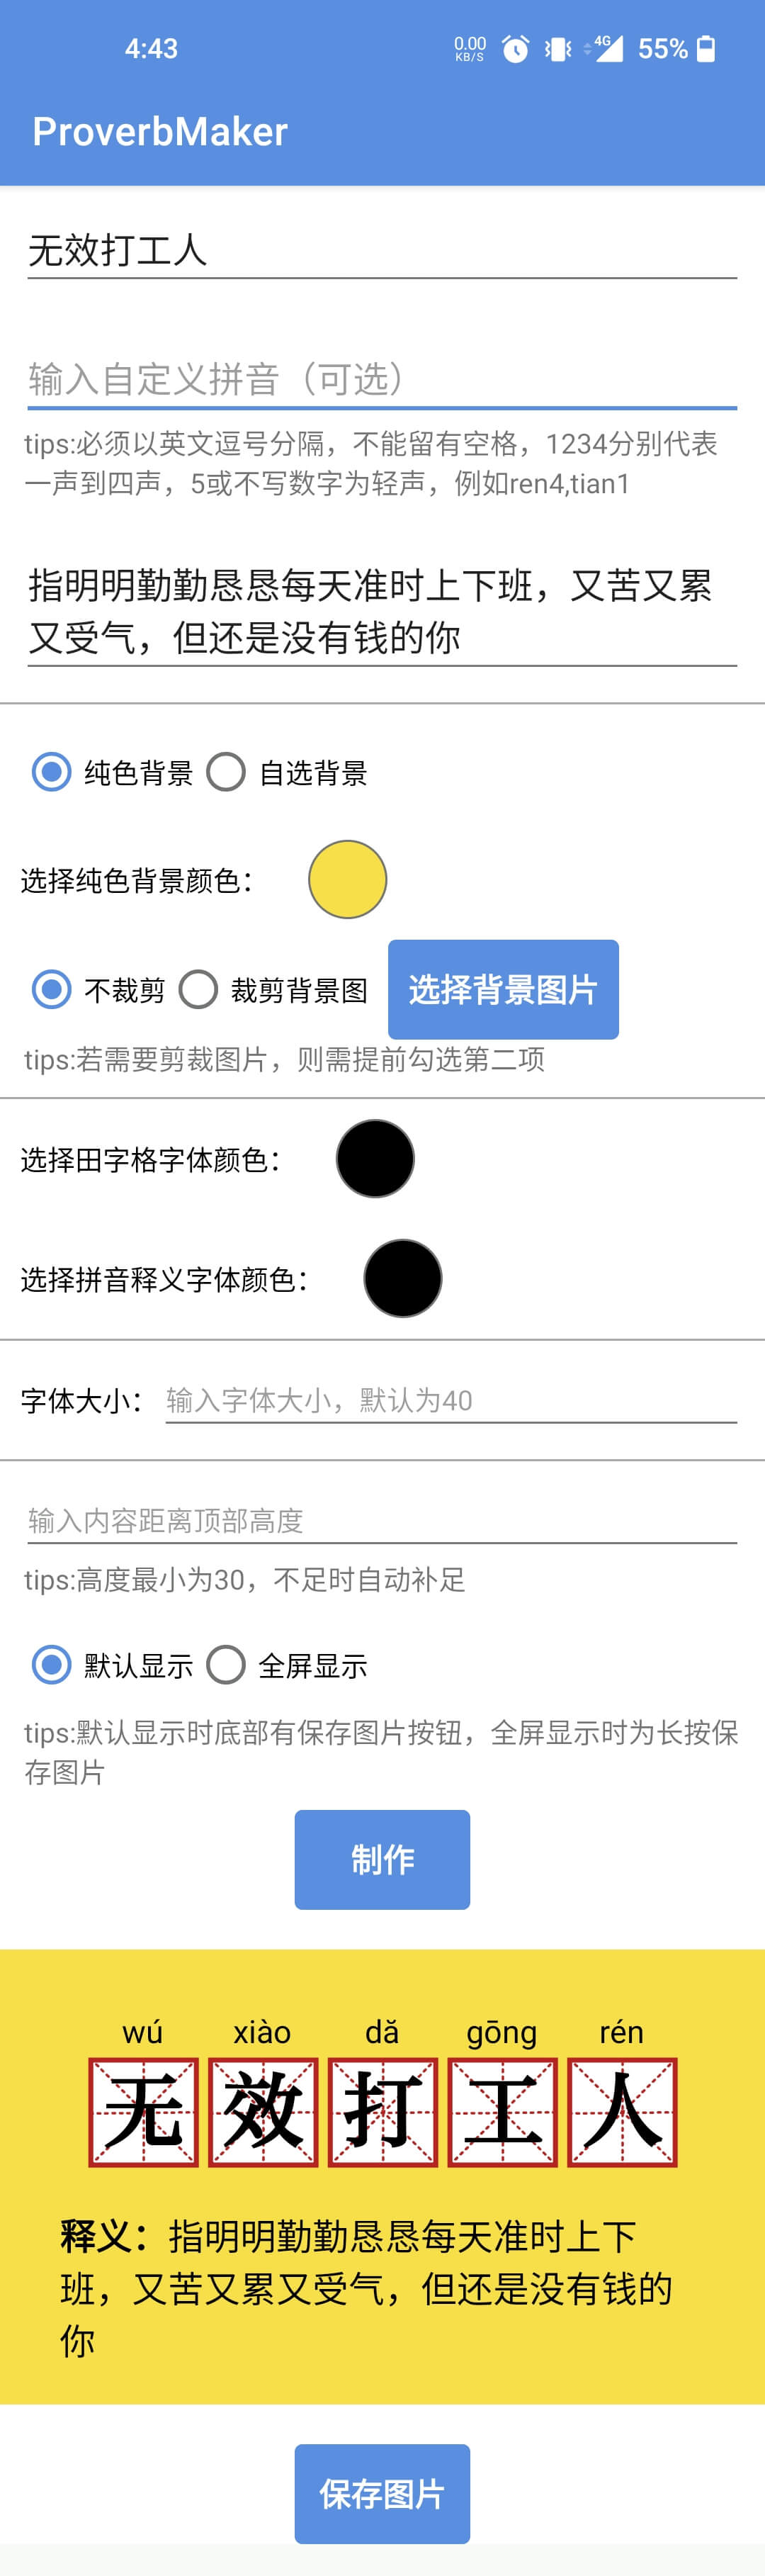 4:43 0.00 KB/S 4G 55%
ProverbMaker
无效打工人
输入自定义拼音（可选）
tips:必须以英文逗号分隔，不能留有空格，1234分别代表
一声到四声，5或不写数字为轻声，例如ren4,tian1
指明明勤勤恳恳每天准时上下班，又苦又累
又受气，但还是没有钱的你
纯色背景 自选背景
选择纯色背景颜色：
不裁剪 裁剪背景图 选择背景图片
tips:若需要剪裁图片，则需提前勾选第二项
选择田字格字体颜色：
选择拼音释义字体颜色：
字体大小： 输入字体大小，默认为40
输入内容距离顶部高度
tips:高度最小为30，不足时自动补足
默认显示 全屏显示
tips:默认显示时底部有保存图片按钮，全屏显示时为长按保
存图片
制作
wú xiào dǎ gōng rén
无 效 打 工 人
释义：指明明勤勤恳恳每天准时上下
班，又苦又累又受气，但还是没有钱的
你
保存图片